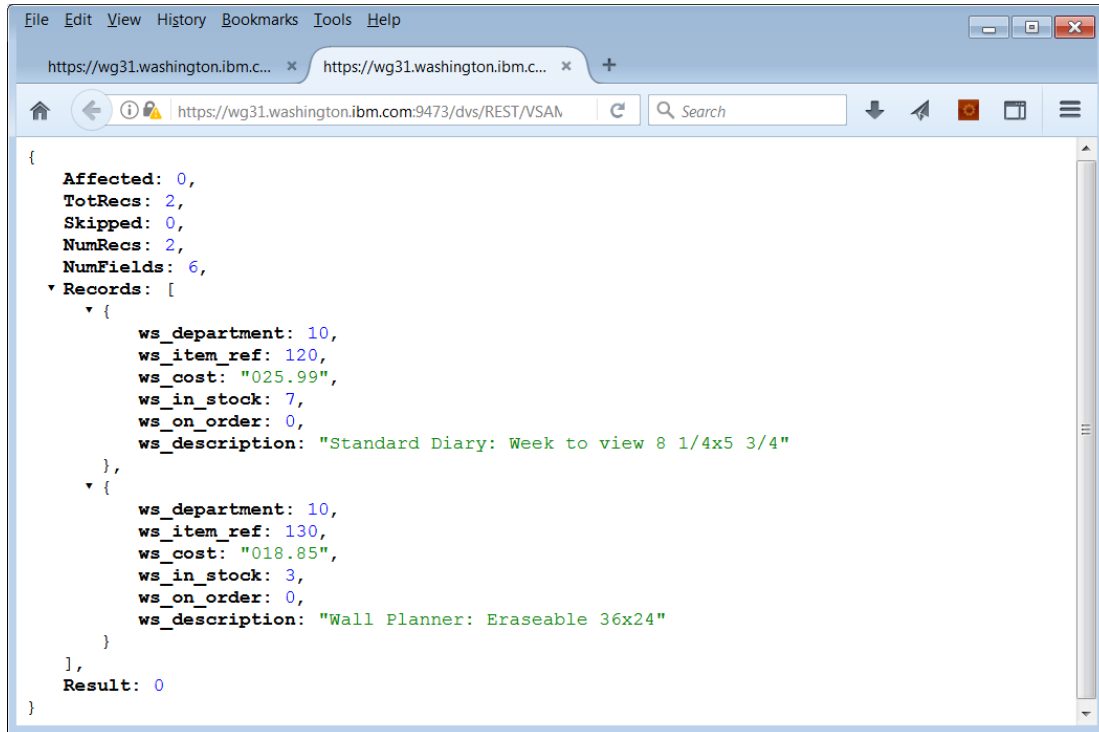 File Edit View History Bookmarks Tools Help
https://wg31.washington.ibm.c... × https://wg31.washington.ibm.c... × +
https://wg31.washington.ibm.com:9473/dvs/REST/VSAM Search
{
Affected: 0,
TotRecs: 2,
Skipped: 0,
NumRecs: 2,
NumFields: 6,
Records: [
{
ws_department: 10,
ws_item_ref: 120,
ws_cost: "025.99",
ws_in_stock: 7,
ws_on_order: 0,
ws_description: "Standard Diary: Week to view 8 1/4x5 3/4"
},
{
ws_department: 10,
ws_item_ref: 130,
ws_cost: "018.85",
ws_in_stock: 3,
ws_on_order: 0,
ws_description: "Wall Planner: Eraseable 36x24"
}
],
Result: 0
}